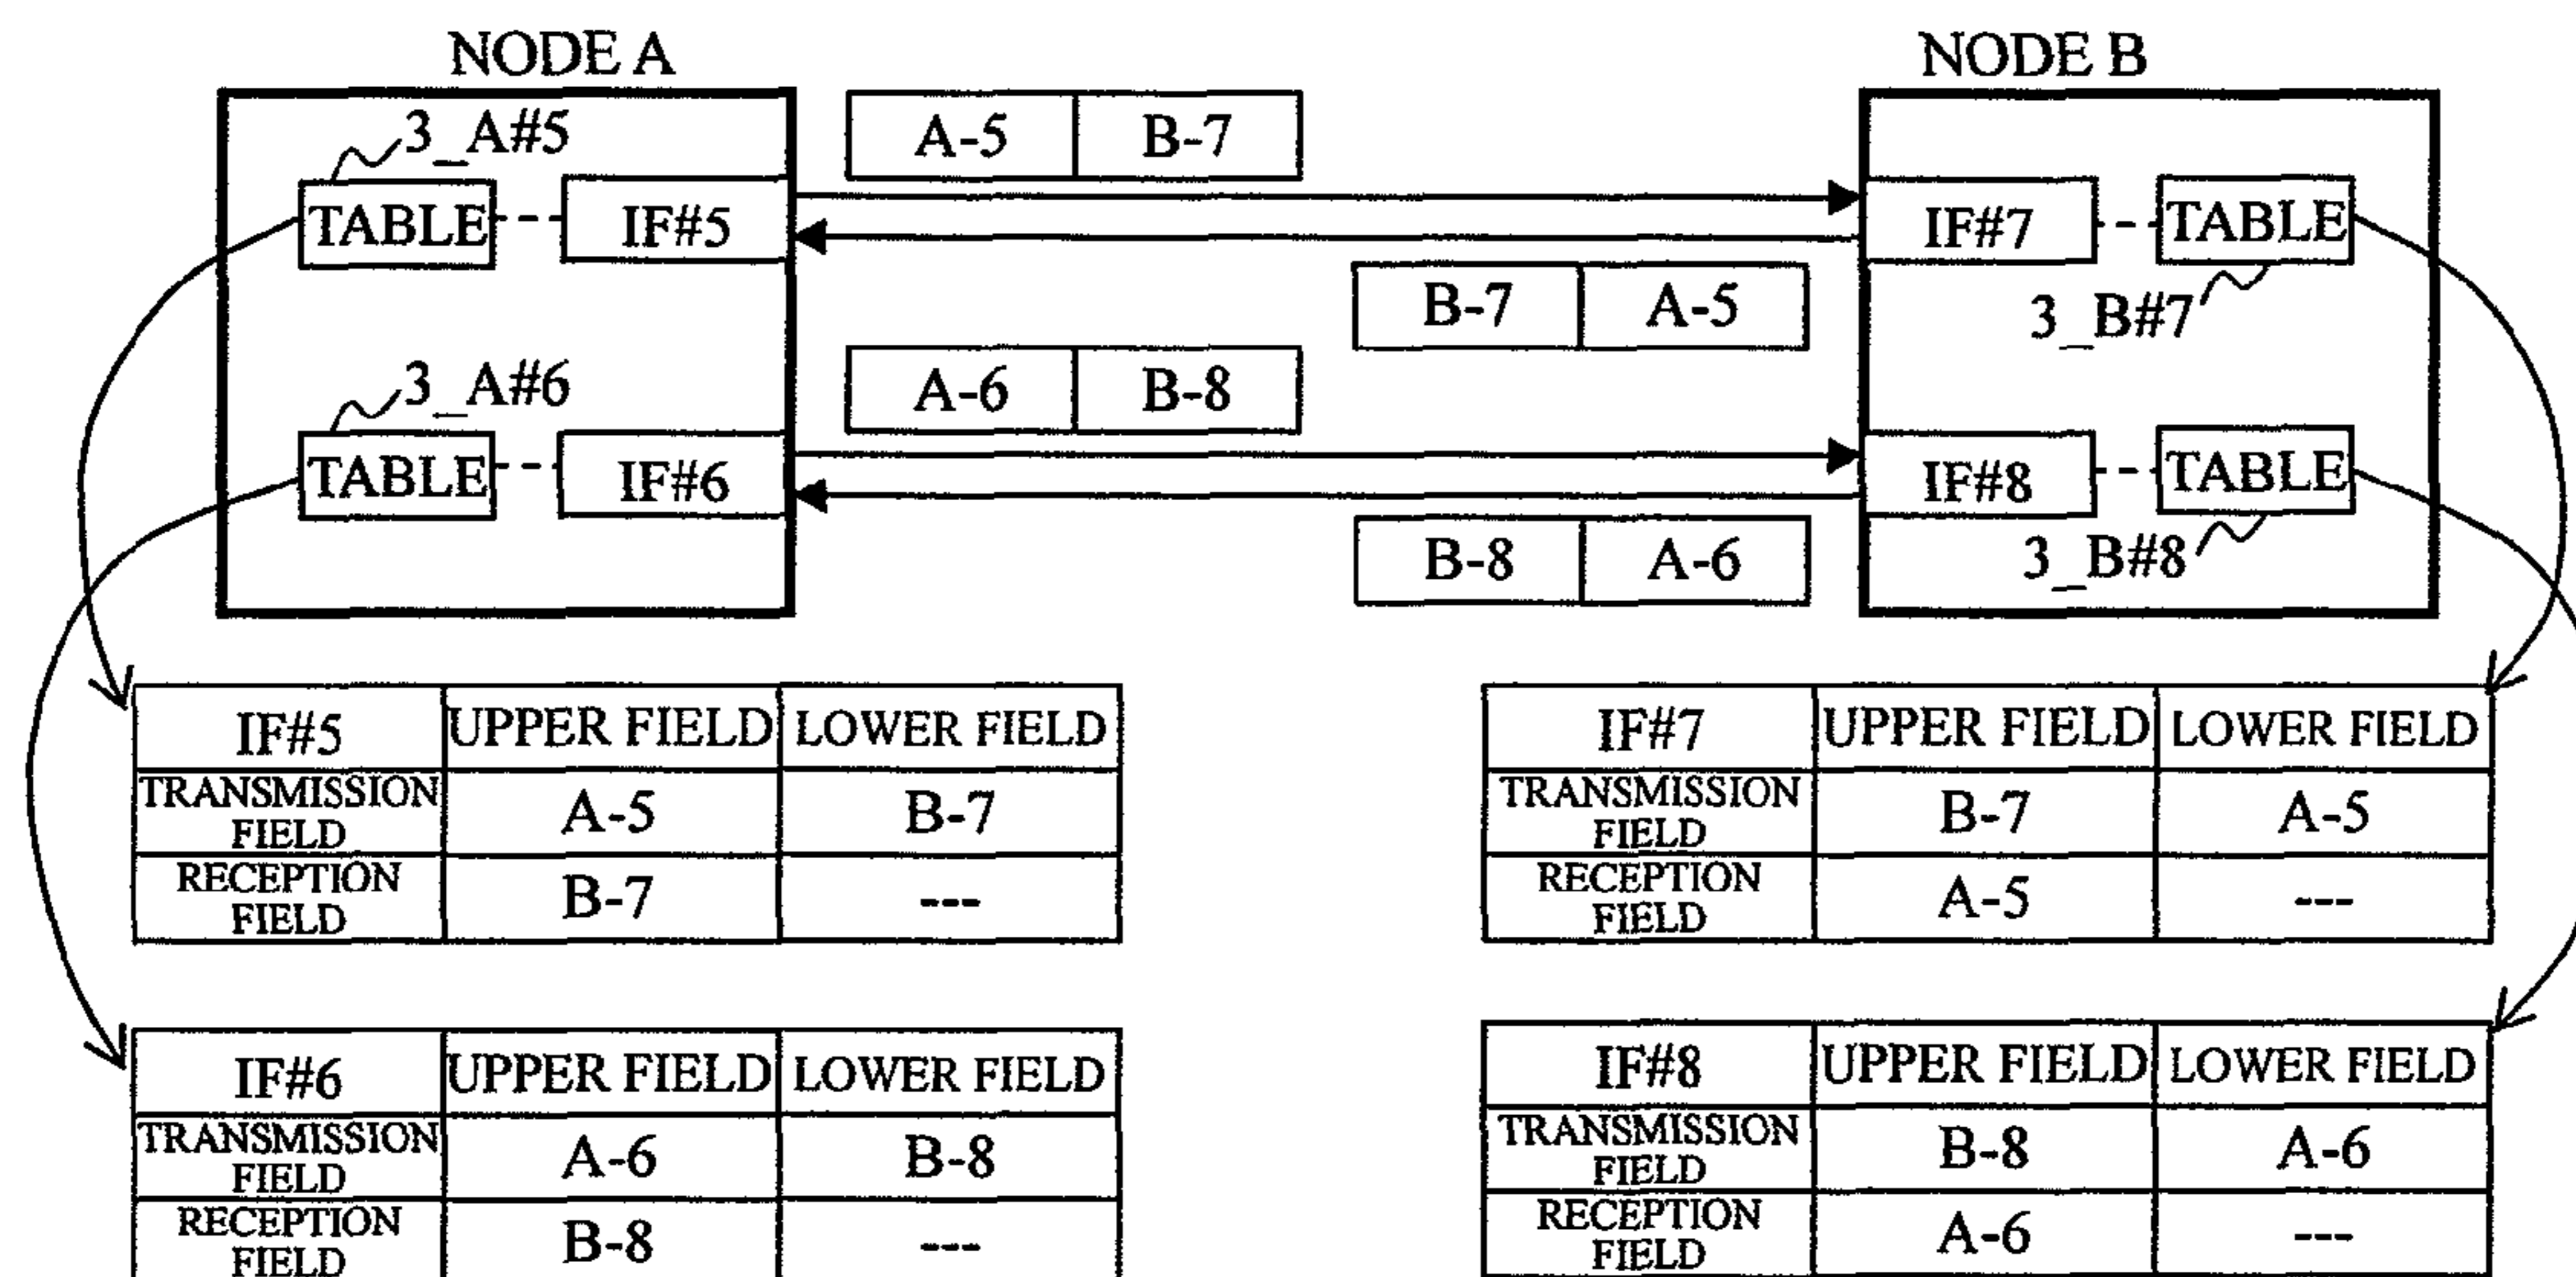 NODE A NODE B
3_A#5 A-5 B-7
TABLE IF#5 IF#7 TABLE
B-7 A-5 3_B#7
3_A#6 A-6 B-8
TABLE IF#6 IF#8 TABLE
B-8 A-6 3_B#8
IF#5 UPPER FIELD LOWER FIELD
TRANSMISSION
FIELD A-5 B-7
RECEPTION
FIELD B-7 ---
IF#7 UPPER FIELD LOWER FIELD
TRANSMISSION
FIELD B-7 A-5
RECEPTION
FIELD A-5 ---
IF#6 UPPER FIELD LOWER FIELD
TRANSMISSION
FIELD A-6 B-8
RECEPTION
FIELD B-8 ---
IF#8 UPPER FIELD LOWER FIELD
TRANSMISSION
FIELD B-8 A-6
RECEPTION
FIELD A-6 ---